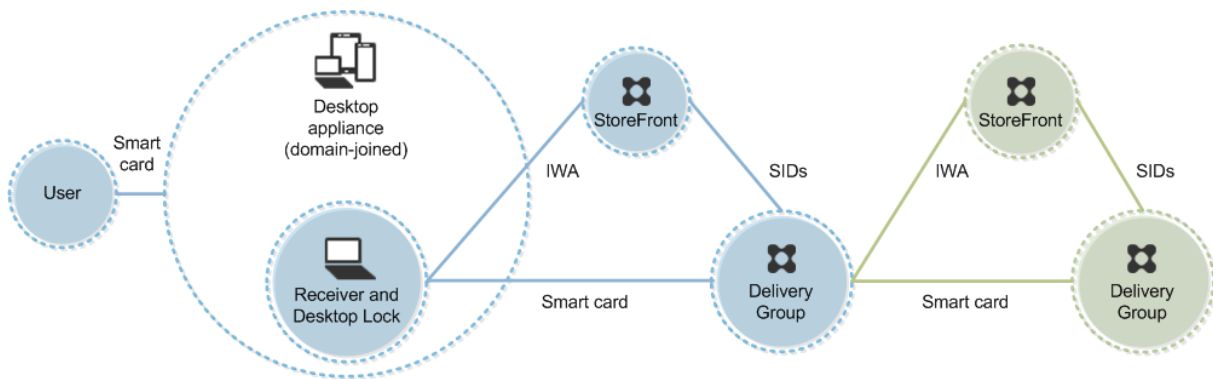 User
Smart
card
Desktop
appliance
(domain-joined)
Receiver and
Desktop Lock
IWA
StoreFront
SIDs
Smart card
Delivery
Group
IWA
StoreFront
SIDs
Smart card
Delivery
Group